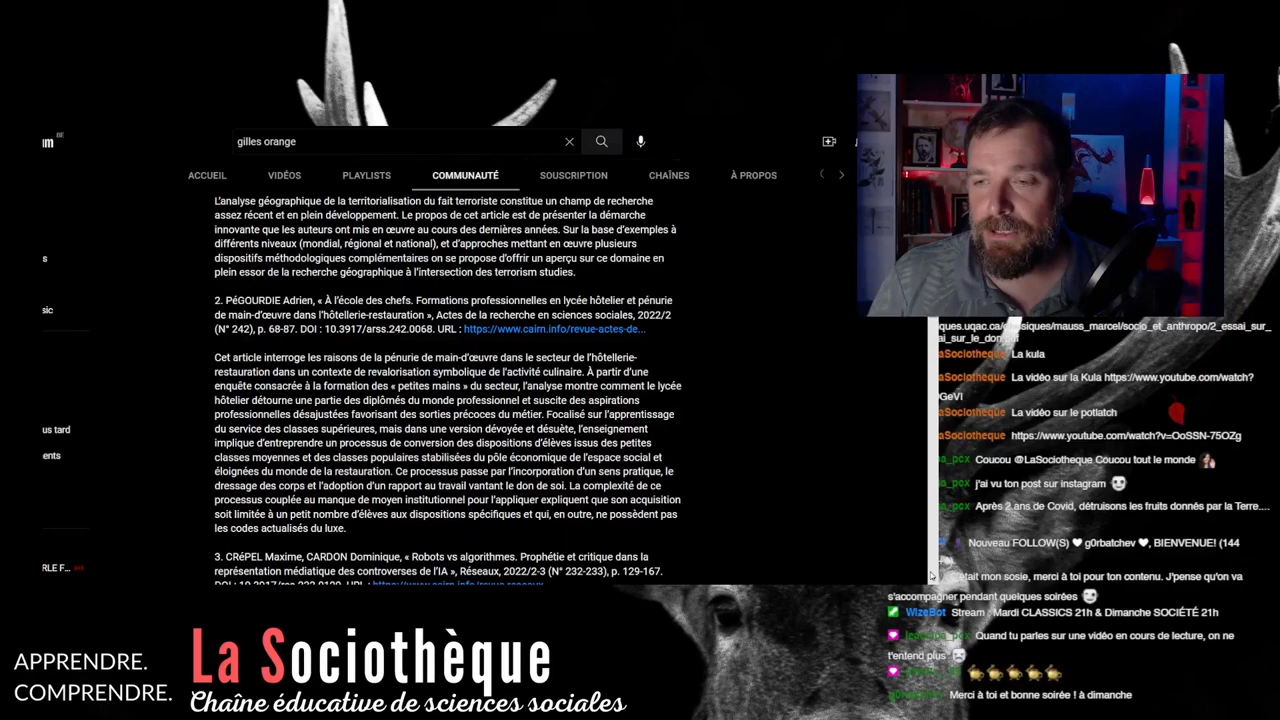 gilles orange
ACCUEIL VIDÉOS PLAYLISTS COMMUNAUTÉ SOUSCRIPTION CHAÎNES À PROPOS
L'analyse géographique de la territorialisation du fait terroriste constitue un champ de recherche
assez récent et en plein développement. Le propos de cet article est de présenter la démarche
innovante que les auteurs ont mis en œuvre au cours des dernières années. Sur la base d'exemples à
différents niveaux (mondial, régional et national), et d'approches mettant en œuvre plusieurs
dispositifs méthodologiques complémentaires on se propose d'offrir un aperçu sur ce domaine en
plein essor de la recherche géographique à l'intersection des terrorism studies.
2. PéGOURDIE Adrien, « À l'école des chefs. Formations professionnelles en lycée hôtelier et pénurie
de main-d'œuvre dans l'hôtellerie-restauration », Actes de la recherche en sciences sociales, 2022/2
(N° 242), p. 68-87. DOI : 10.3917/arss.242.0068. URL : https://www.cairn.info/revue-actes-de...
Cet article interroge les raisons de la pénurie de main-d'œuvre dans le secteur de l'hôtellerie-
restauration dans un contexte de revalorisation symbolique de l'activité culinaire. À partir d'une
enquête consacrée à la formation des « petites mains » du secteur, l'analyse montre comment le lycée
hôtelier détourne une partie des diplômés du monde professionnel et suscite des aspirations
professionnelles désajustées favorisant des sorties précoces du métier. Focalisé sur l'apprentissage
du service des classes supérieures, mais dans une version dévoyée et désuète, l'enseignement
implique d'entreprendre un processus de conversion des dispositions d'élèves issus des petites
classes moyennes et des classes populaires stabilisées du pôle économique de l'espace social et
éloignées du monde de la restauration. Ce processus passe par l'incorporation d'un sens pratique, le
dressage des corps et l'adoption d'un rapport au travail vantant le don de soi. La complexité de ce
processus couplée au manque de moyen institutionnel pour l'appliquer expliquent que son acquisition
soit limitée à un petit nombre d'élèves aux dispositions spécifiques et qui, en outre, ne possèdent pas
les codes actualisés du luxe.
3. CRéPEL Maxime, CARDON Dominique, « Robots vs algorithmes. Prophétie et critique dans la
représentation médiatique des controverses de l'IA », Réseaux, 2022/2-3 (N° 232-233), p. 129-167.
um
s
sic
us tard
ents
RLE F...
ques.uqac.ca/classiques/mauss_marcel/socio_et_anthropo/2_essai_sur_
aSociotheque La kula
aSociotheque La vidéo sur la Kula https://www.youtube.com/watch?
aSociotheque La vidéo sur le potlatch
aSociotheque https://www.youtube.com/watch?v=OoSSN-75OZg
a_pcx Coucou @LaSociotheque Coucou tout le monde
a_pcx j'ai vu ton post sur instagram
a_pcx Après 2 ans de Covid, détruisons les fruits donnés par la Terre....
Nouveau FOLLOW(S) ♥ g0rbatchev ♥, BIENVENUE! (144
était mon sosie, merci à toi pour ton contenu. J'pense qu'on va
s'accompagner pendant quelques soirées
WizeBot Stream : Mardi CLASSICS 21h & Dimanche SOCIÉTÉ 21h
Quand tu parles sur une vidéo en cours de lecture, on ne
t'entend plus
Merci à toi et bonne soirée ! à dimanche
APPRENDRE.
COMPRENDRE.
La Sociothèque
Chaîne éducative de sciences sociales